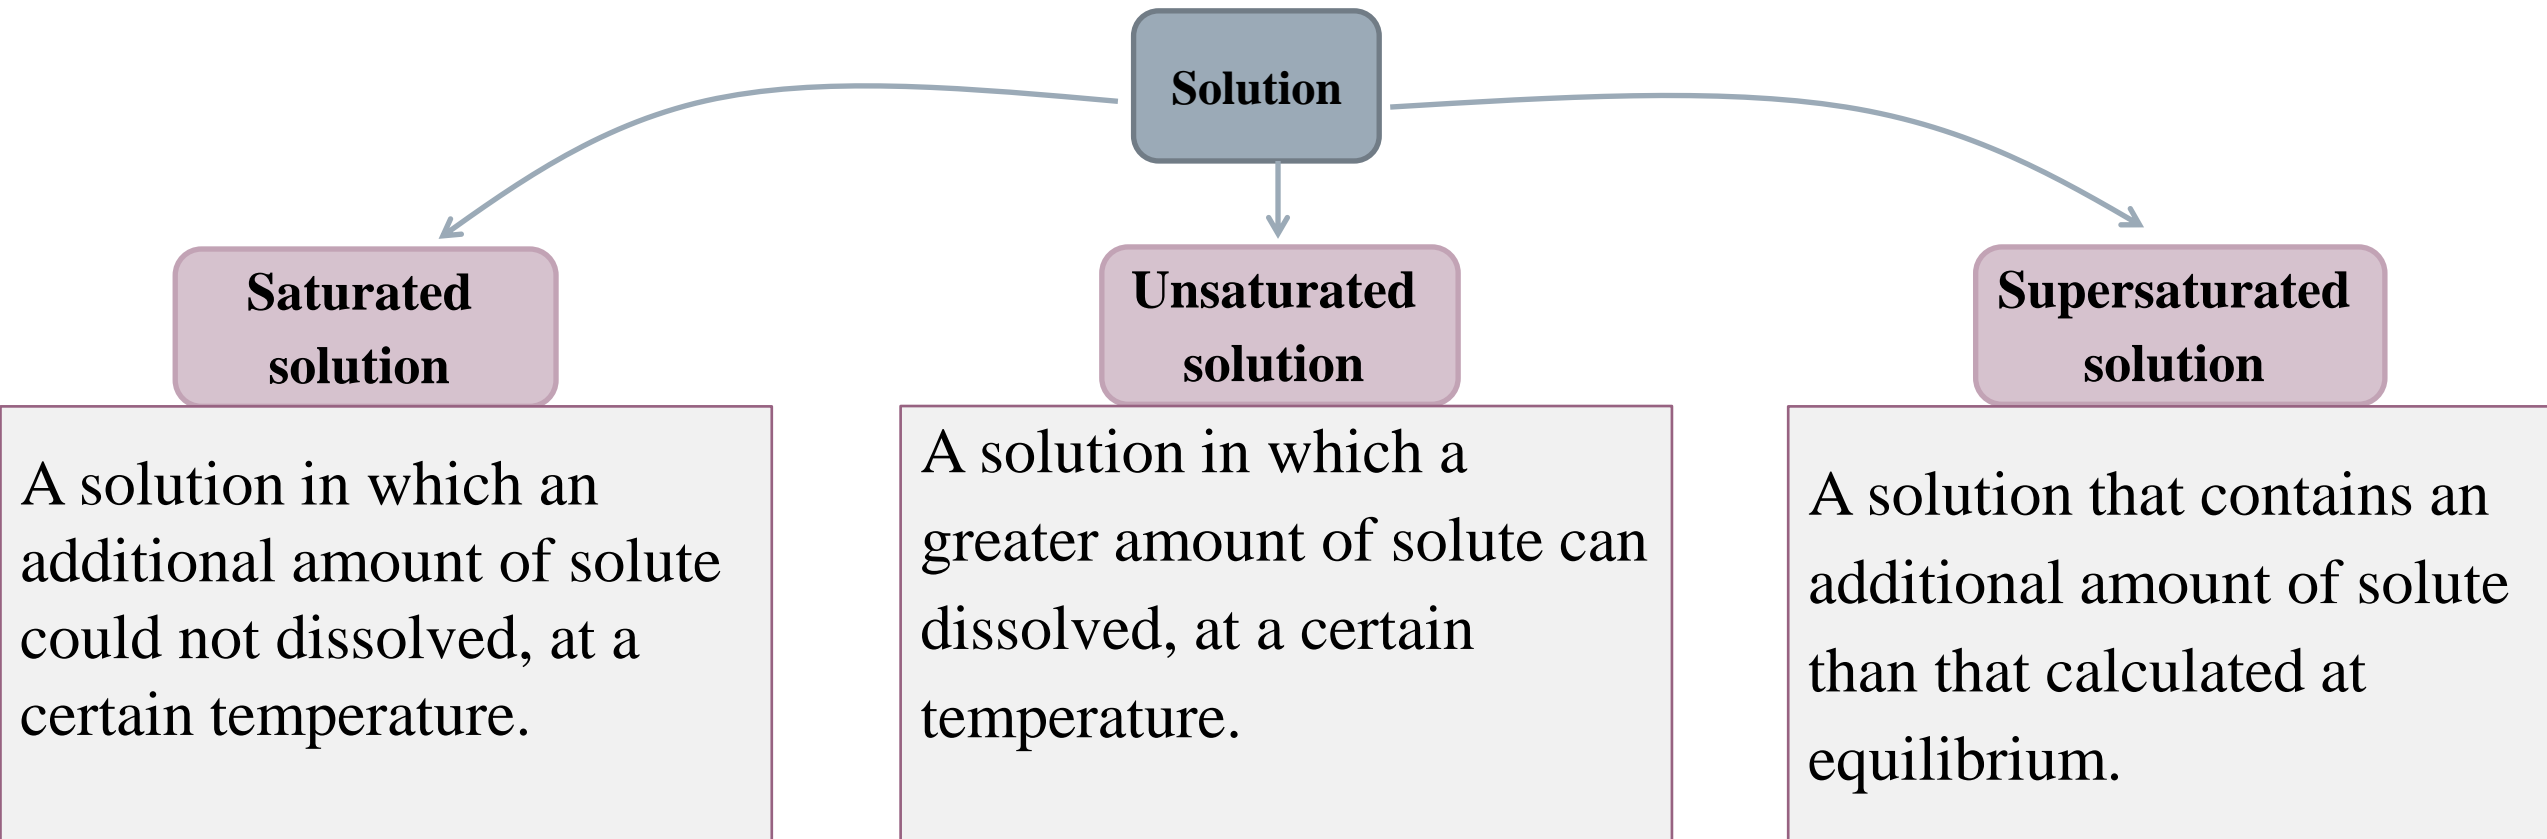 Solution
Saturated
solution
Unsaturated
solution
Supersaturated
solution
A solution in which an
additional amount of solute
could not dissolved, at a
certain temperature.
A solution in which a
greater amount of solute can
dissolved, at a certain
temperature.
A solution that contains an
additional amount of solute
than that calculated at
equilibrium.